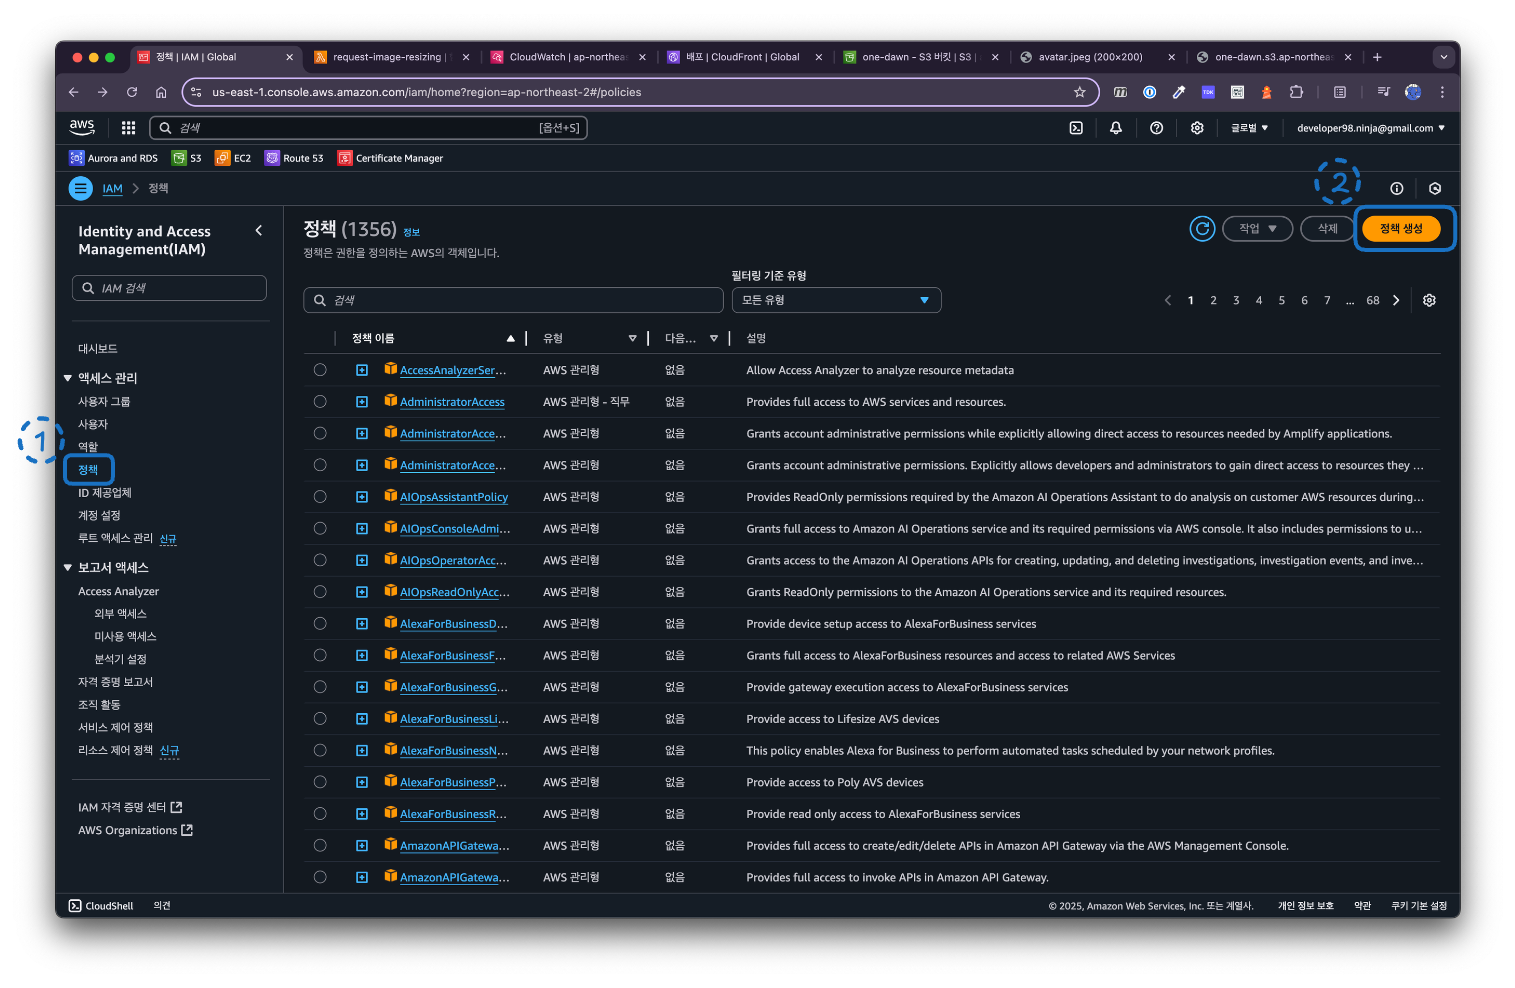 정책 | IAM | Global
request-image-resizing |
CloudWatch | ap-northea
배포 | CloudFront | Global
one-dawn - S3 버킷 | S3 |
avatar.jpeg (200×200)
one-dawn.s3.ap-northeas
us-east-1.console.aws.amazon.com/iam/home?region=ap-northeast-2#/policies
TDK
aws
검색
[옵션+S]
글로벌
developer98.ninja@gmail.com
Aurora and RDS
S3
EC2
Route 53
Certificate Manager
IAM
정책
2
Identity and Access
Management(IAM)
IAM 검색
대시보드
액세스 관리
사용자 그룹
사용자
역할
1
정책
ID 제공업체
계정 설정
루트 액세스 관리 신규
보고서 액세스
Access Analyzer
외부 액세스
미사용 액세스
분석기 설정
자격 증명 보고서
조직 활동
서비스 제어 정책
리소스 제어 정책 신규
IAM 자격 증명 센터
AWS Organizations
정책 (1356) 정보
정책은 권한을 정의하는 AWS의 객체입니다.
작업
삭제
정책 생성
필터링 기준 유형
검색
모든 유형
1 2 3 4 5 6 7 ... 68
정책 이름 유형 다음... 설명
AccessAnalyzerSer... AWS 관리형 없음 Allow Access Analyzer to analyze resource metadata
AdministratorAccess AWS 관리형 - 직무 없음 Provides full access to AWS services and resources.
AdministratorAcce... AWS 관리형 없음 Grants account administrative permissions while explicitly allowing direct access to resources needed by Amplify applications.
AdministratorAcce... AWS 관리형 없음 Grants account administrative permissions. Explicitly allows developers and administrators to gain direct access to resources they ...
AIOpsAssistantPolicy AWS 관리형 없음 Provides ReadOnly permissions required by the Amazon AI Operations Assistant to do analysis on customer AWS resources during...
AIOpsConsoleAdmi... AWS 관리형 없음 Grants full access to Amazon AI Operations service and its required permissions via AWS console. It also includes permissions to u...
AIOpsOperatorAcc... AWS 관리형 없음 Grants access to the Amazon AI Operations APIs for creating, updating, and deleting investigations, investigation events, and inve...
AIOpsReadOnlyAcc... AWS 관리형 없음 Grants ReadOnly permissions to the Amazon AI Operations service and its required resources.
AlexaForBusinessD... AWS 관리형 없음 Provide device setup access to AlexaForBusiness services
AlexaForBusinessF... AWS 관리형 없음 Grants full access to AlexaForBusiness resources and access to related AWS Services
AlexaForBusinessG... AWS 관리형 없음 Provide gateway execution access to AlexaForBusiness services
AlexaForBusinessLi... AWS 관리형 없음 Provide access to Lifesize AVS devices
AlexaForBusinessN... AWS 관리형 없음 This policy enables Alexa for Business to perform automated tasks scheduled by your network profiles.
AlexaForBusinessP... AWS 관리형 없음 Provide access to Poly AVS devices
AlexaForBusinessR... AWS 관리형 없음 Provide read only access to AlexaForBusiness services
AmazonAPIGatewa... AWS 관리형 없음 Provides full access to create/edit/delete APIs in Amazon API Gateway via the AWS Management Console.
AmazonAPIGatewa... AWS 관리형 없음 Provides full access to invoke APIs in Amazon API Gateway.
CloudShell
의견
© 2025, Amazon Web Services, Inc. 또는 계열사.
개인 정보 보호
약관
쿠키 기본 설정